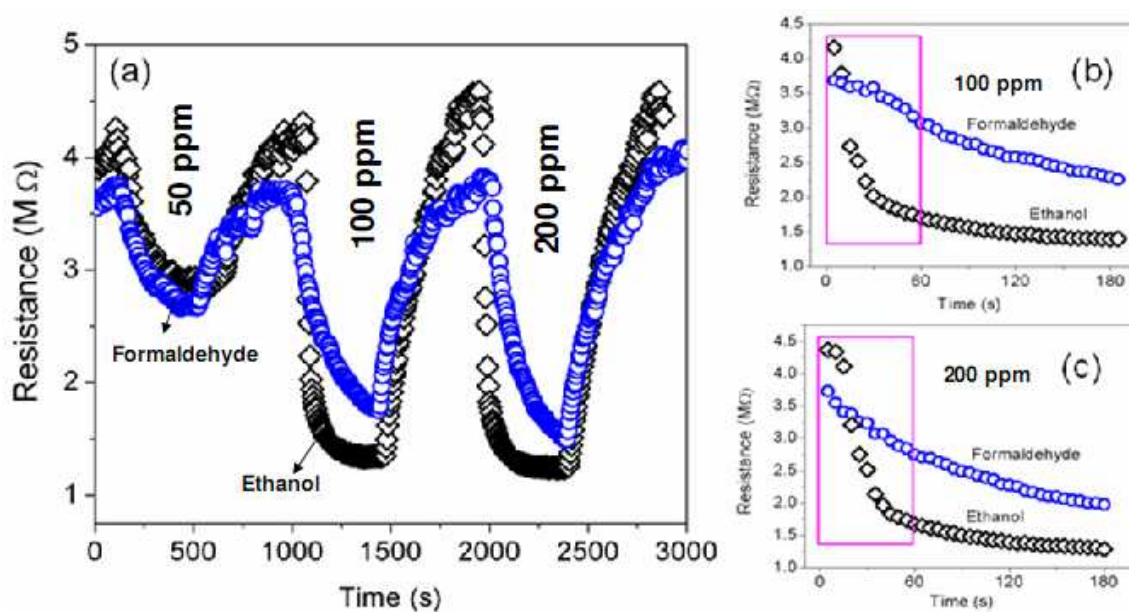 (a)
50 ppm
100 ppm
200 ppm
Formaldehyde
Ethanol
Resistance (M Ω)
5
4
3
2
1
0 500 1000 1500 2000 2500 3000
Time (s)
(b)
100 ppm
Formaldehyde
Ethanol
Resistance (MΩ)
4.5
4.0
3.5
3.0
2.5
2.0
1.5
1.0
0 60 120 180
Time (s)
(c)
200 ppm
Formaldehyde
Ethanol
Resistance (MΩ)
4.5
4.0
3.5
3.0
2.5
2.0
1.5
1.0
0 60 120 180
Time (s)